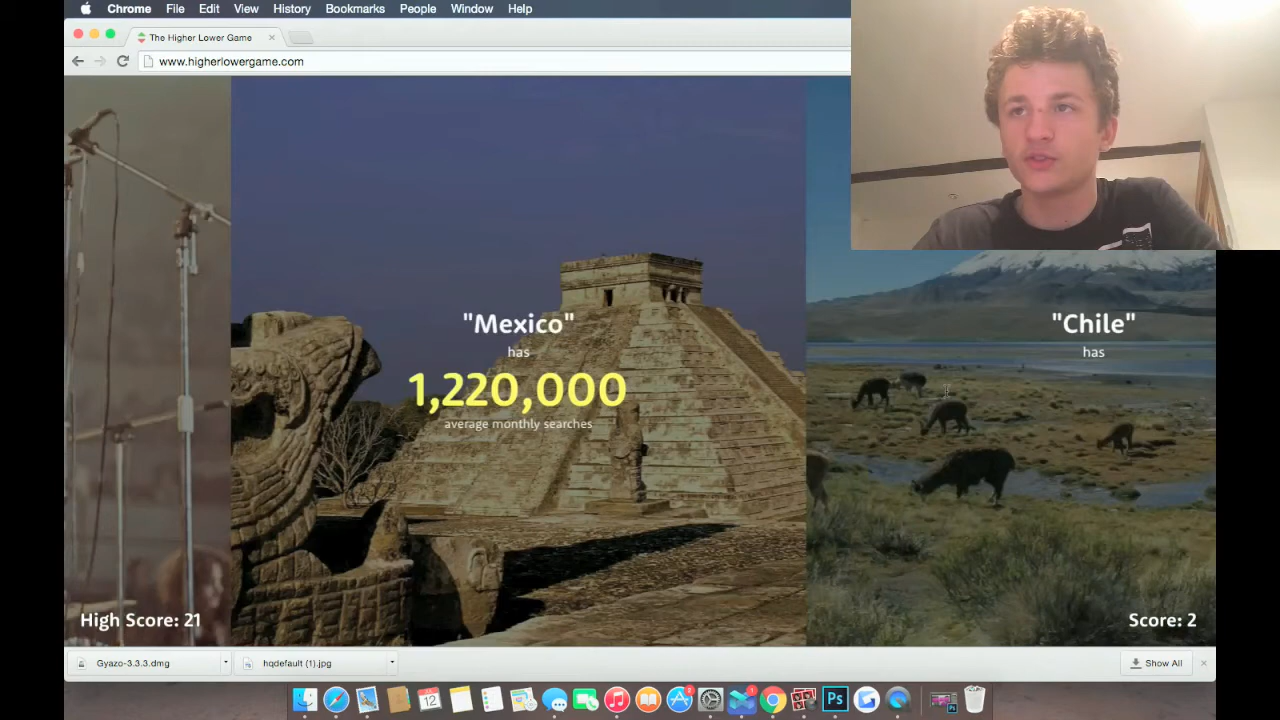 Chrome File Edit View History Bookmarks People Window Help
The Higher Lower Game
www.higherlowergame.com
"Mexico"
has
1,220,000
average monthly searches
"Chile"
has
High Score: 21
Score: 2
Gyazo-3.3.3.dmg
hqdefault (1).jpg
Show All
12
Ps